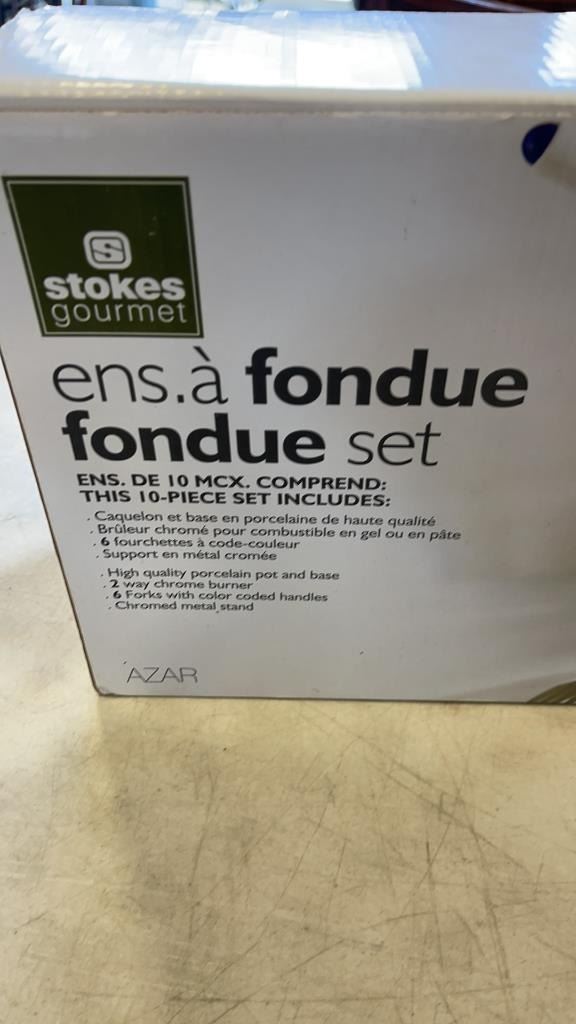 S
stokes
gourmet
ens.à fondue
fondue set
ENS. DE 10 MCX. COMPREND:
THIS 10-PIECE SET INCLUDES:
. Caquelon et base en porcelaine de haute qualité
. Brûleur chromé pour combustible en gel ou en pâte
. 6 fourchettes à code-couleur
. Support en métal cromée
. High quality porcelain pot and base
. 2 way chrome burner
. 6 Forks with color coded handles
. Chromed metal stand
AZAR